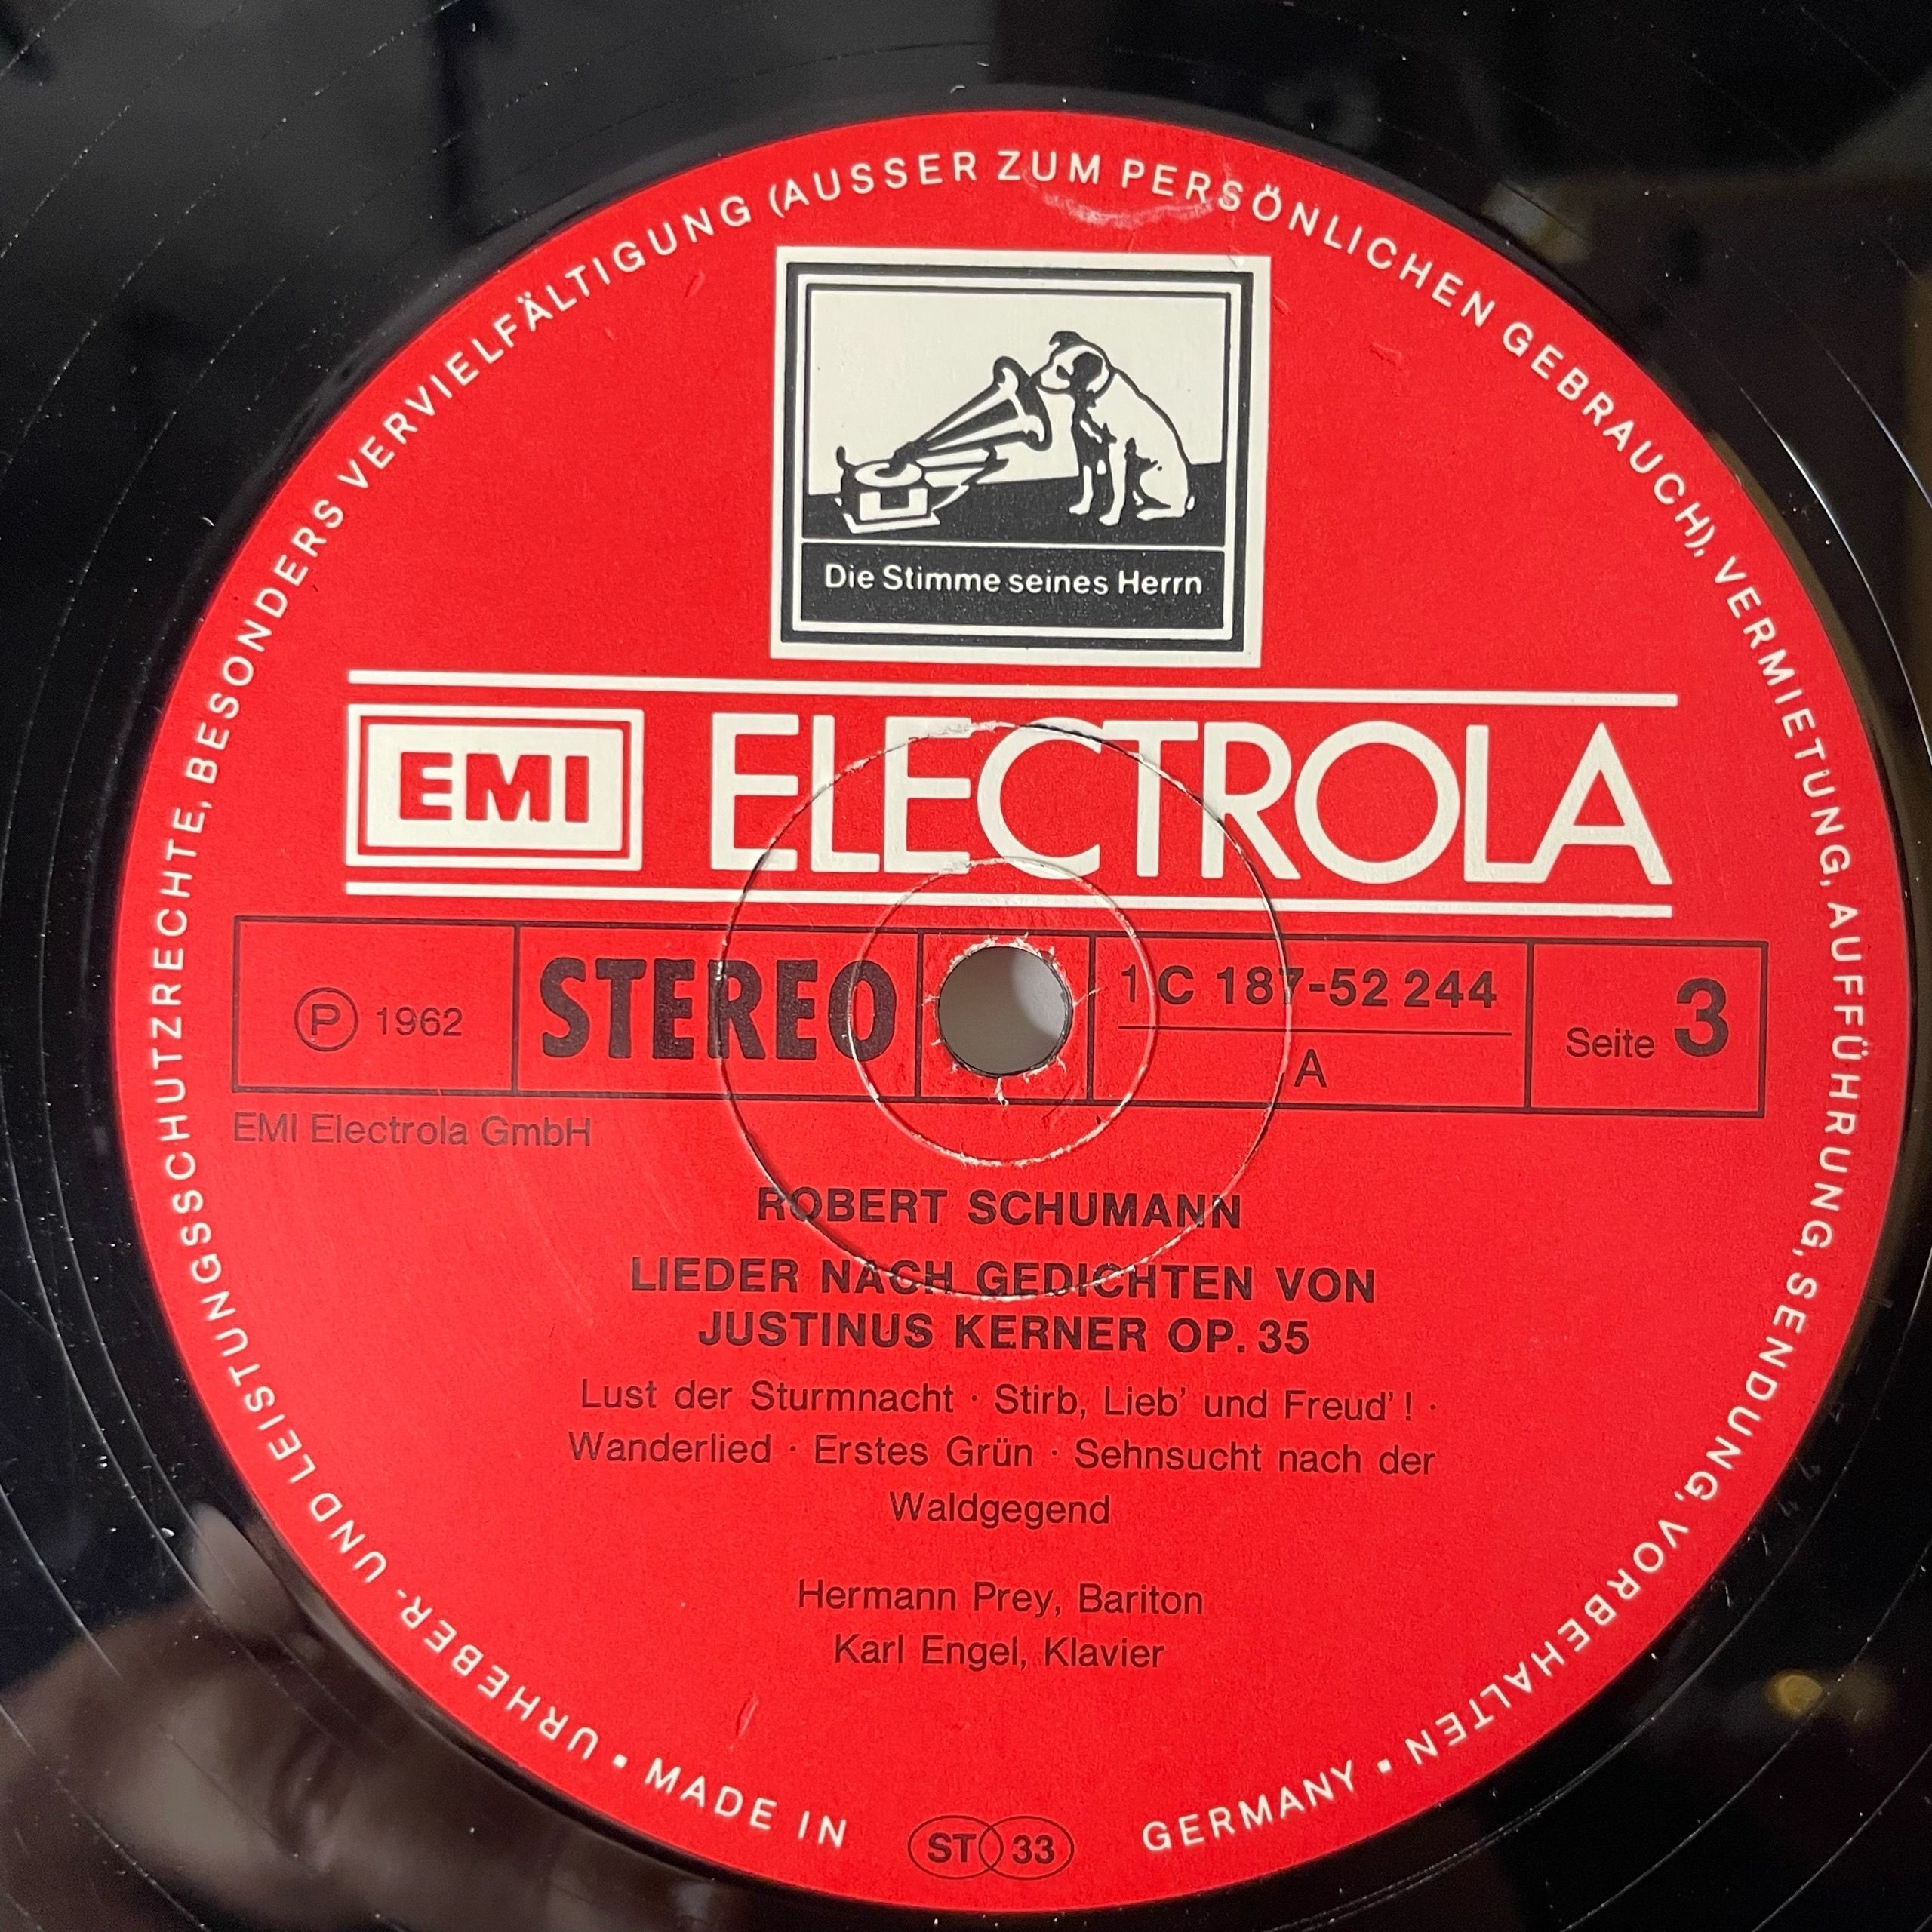 URHEBER- UND LEISTUNGSSCHUTZRECHTE, BESONDERS VERVIELFÄLTIGUNG (AUSSER ZUM PERSÖNLICHEN GEBRAUCH), VERMIETUNG, AUFFÜHRUNG, SENDUNG, VORBEHALTEN
Die Stimme seines Herrn
EMI ELECTROLA
Ⓟ 1962
STEREO
1 C 187-52 244
A
Seite 3
EMI Electrola GmbH
ROBERT SCHUMANN
LIEDER NACH GEDICHTEN VON
JUSTINUS KERNER OP. 35
Lust der Sturmnacht · Stirb, Lieb' und Freud' ! ·
Wanderlied · Erstes Grün · Sehnsucht nach der
Waldgegend
Hermann Prey, Bariton
Karl Engel, Klavier
▪ MADE IN GERMANY ▪
ST 33